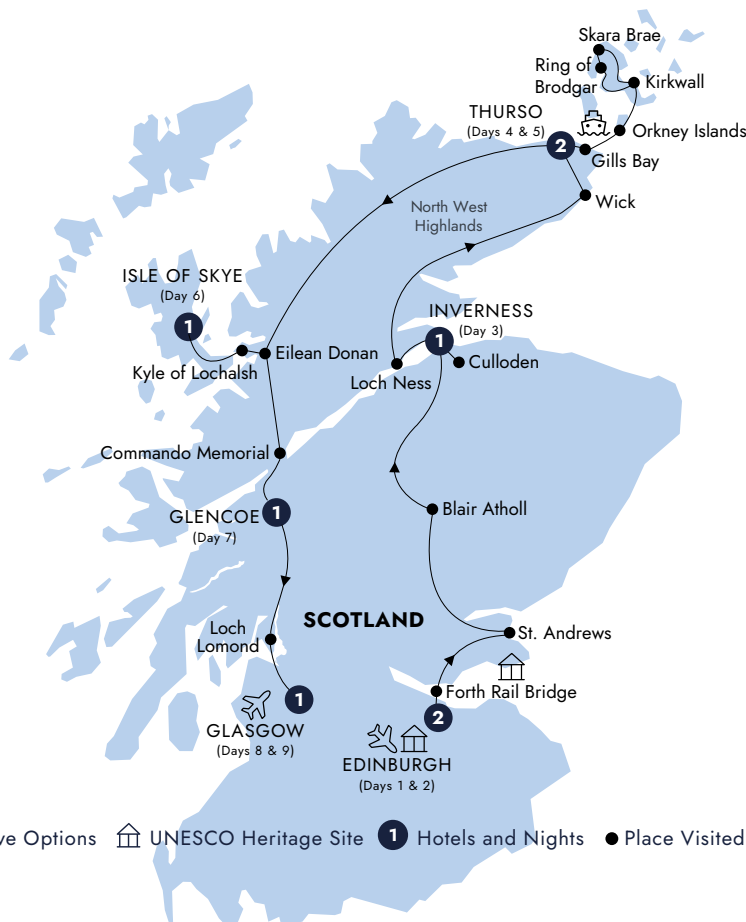 Skara Brae
Ring of
Brodgar
Kirkwall
THURSO
(Days 4 & 5)
2
Orkney Islands
Gills Bay
Wick
North West
Highlands
ISLE OF SKYE
(Day 6)
1
INVERNESS
(Day 3)
1
Eilean Donan
Kyle of Lochalsh
Loch Ness
Culloden
Commando Memorial
GLENCOE
1
(Day 7)
Blair Atholl
SCOTLAND
Loch
Lomond
St. Andrews
Forth Rail Bridge
1
GLASGOW
(Days 8 & 9)
2
EDINBURGH
(Days 1 & 2)
ve Options UNESCO Heritage Site 1 Hotels and Nights Place Visited